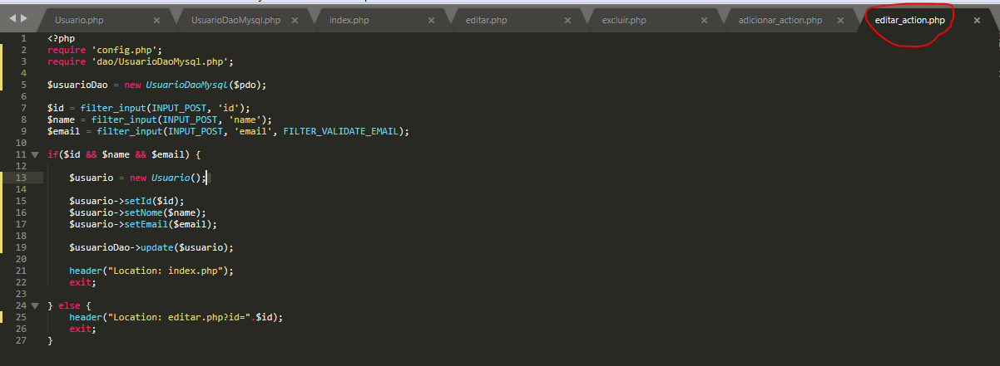 Usuario.php × UsuarioDaoMysql.php × index.php × editar.php × excluir.php × adicionar_action.php × editar_action.php ×
1 <?php
2 require 'config.php';
3 require 'dao/UsuarioDaoMysql.php';
4
5 $usuarioDao = new UsuarioDaoMysql($pdo);
6
7 $id = filter_input(INPUT_POST, 'id');
8 $name = filter_input(INPUT_POST, 'name');
9 $email = filter_input(INPUT_POST, 'email', FILTER_VALIDATE_EMAIL);
10
11 if($id && $name && $email) {
12
13     $usuario = new Usuario();
14
15     $usuario->setId($id);
16     $usuario->setNome($name);
17     $usuario->setEmail($email);
18
19     $usuarioDao->update($usuario);
20
21     header("Location: index.php");
22     exit;
23
24 } else {
25     header("Location: editar.php?id=".$id);
26     exit;
27 }